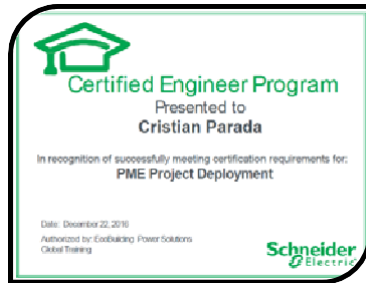 Certified Engineer Program
Presented to
Cristian Parada
In recognition of successfully meeting certification requirements for:
PME Project Deployment
Date: December 22, 2016
Authorized by: EcoBuilding Power Solutions
Global Training
Schneider
Electric